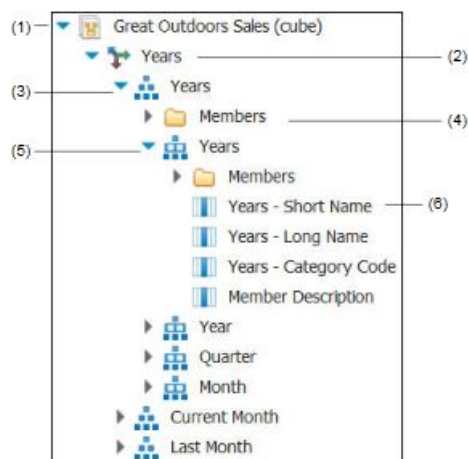 (1) Great Outdoors Sales (cube)
Years (2)
(3) Years
Members (4)
(5) Years
Members
Years - Short Name (6)
Years - Long Name
Years - Category Code
Member Description
Year
Quarter
Month
Current Month
Last Month